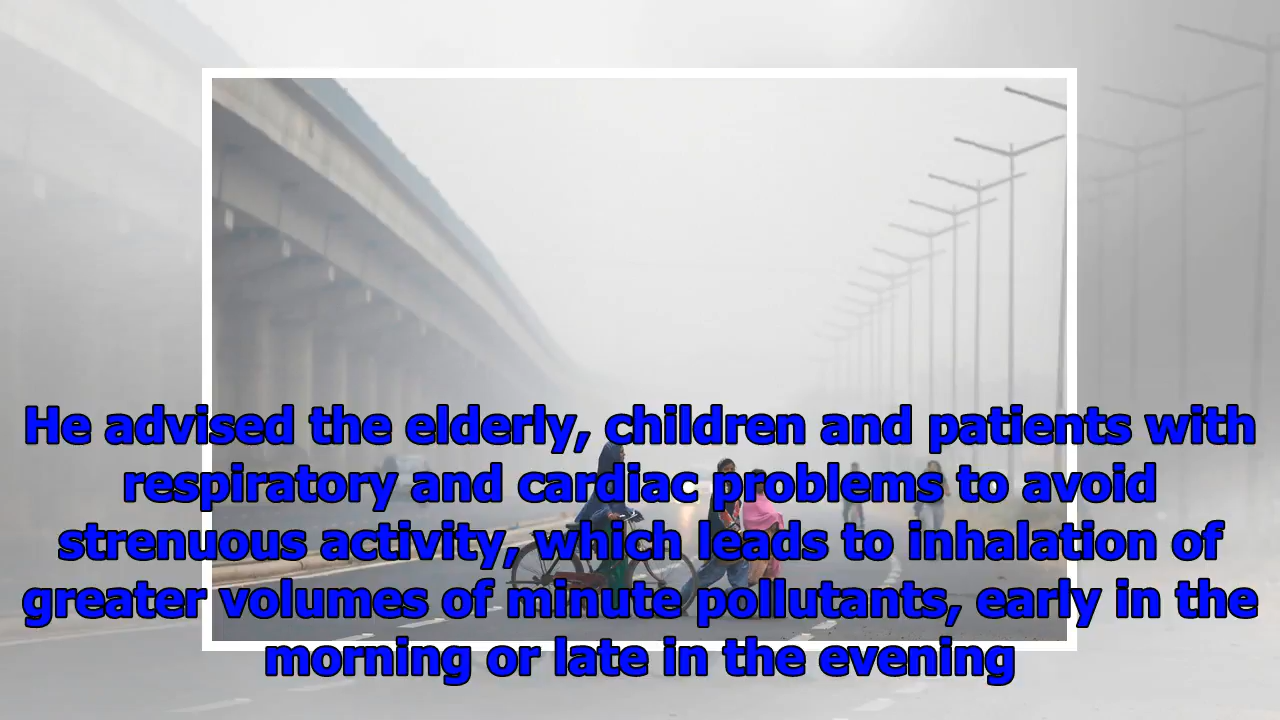 He advised the elderly, children and patients with
respiratory and cardiac problems to avoid
strenuous activity, which leads to inhalation of
greater volumes of minute pollutants, early in the
morning or late in the evening